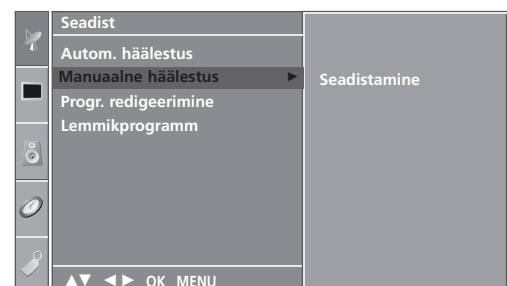 Seadist
Autom. häälestus
Manuaalne häälestus ►
Seadistamine
Progr. redigeerimine
Lemmikprogramm
▲▼ ◄► OK MENU